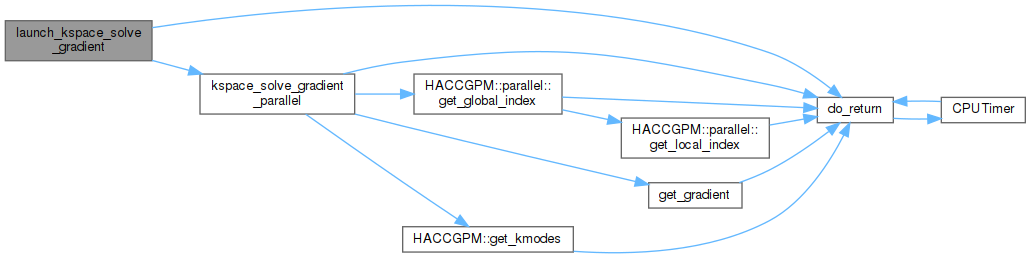 launch_kspace_solve
_gradient
kspace_solve_gradient
_parallel
HACCGPM::parallel::
get_global_index
HACCGPM::parallel::
get_local_index
get_gradient
HACCGPM::get_kmodes
do_return
CPUTimer